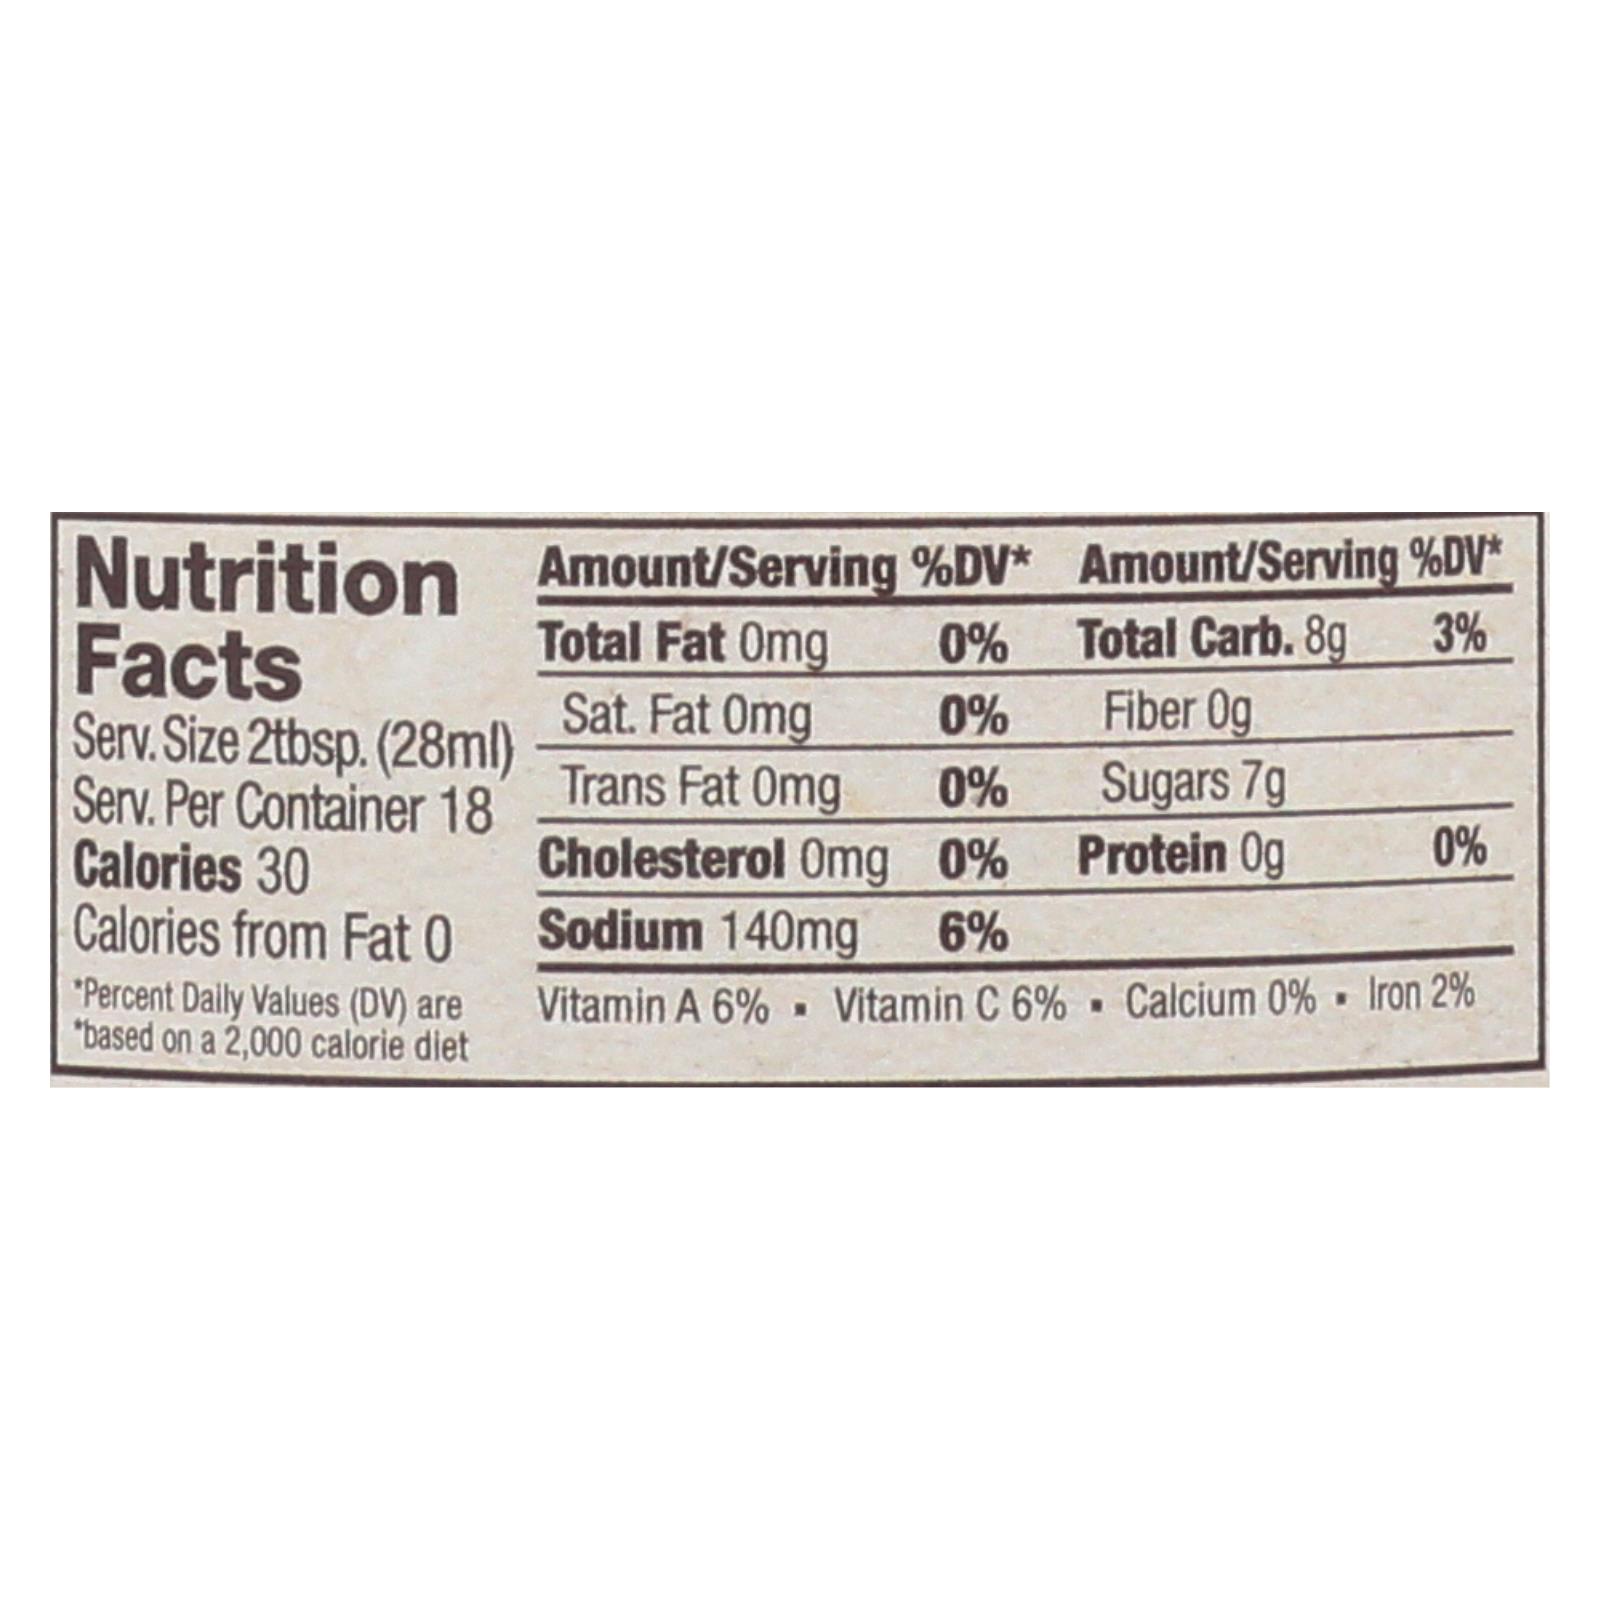 Nutrition
Facts
Serv. Size 2tbsp. (28ml)
Serv. Per Container 18
Calories 30
Calories from Fat 0
*Percent Daily Values (DV) are
*based on a 2,000 calorie diet
Amount/Serving %DV*
Total Fat 0mg 0%
Sat. Fat 0mg 0%
Trans Fat 0mg 0%
Cholesterol 0mg 0%
Sodium 140mg 6%
Amount/Serving %DV*
Total Carb. 8g 3%
Fiber 0g
Sugars 7g
Protein 0g 0%
Vitamin A 6% ▪ Vitamin C 6% ▪ Calcium 0% ▪ Iron 2%